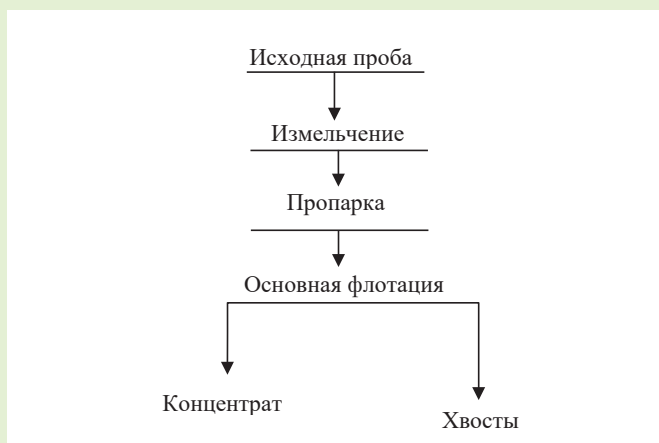 Исходная проба
Измельчение
Пропарка
Основная флотация
Концентрат
Хвосты